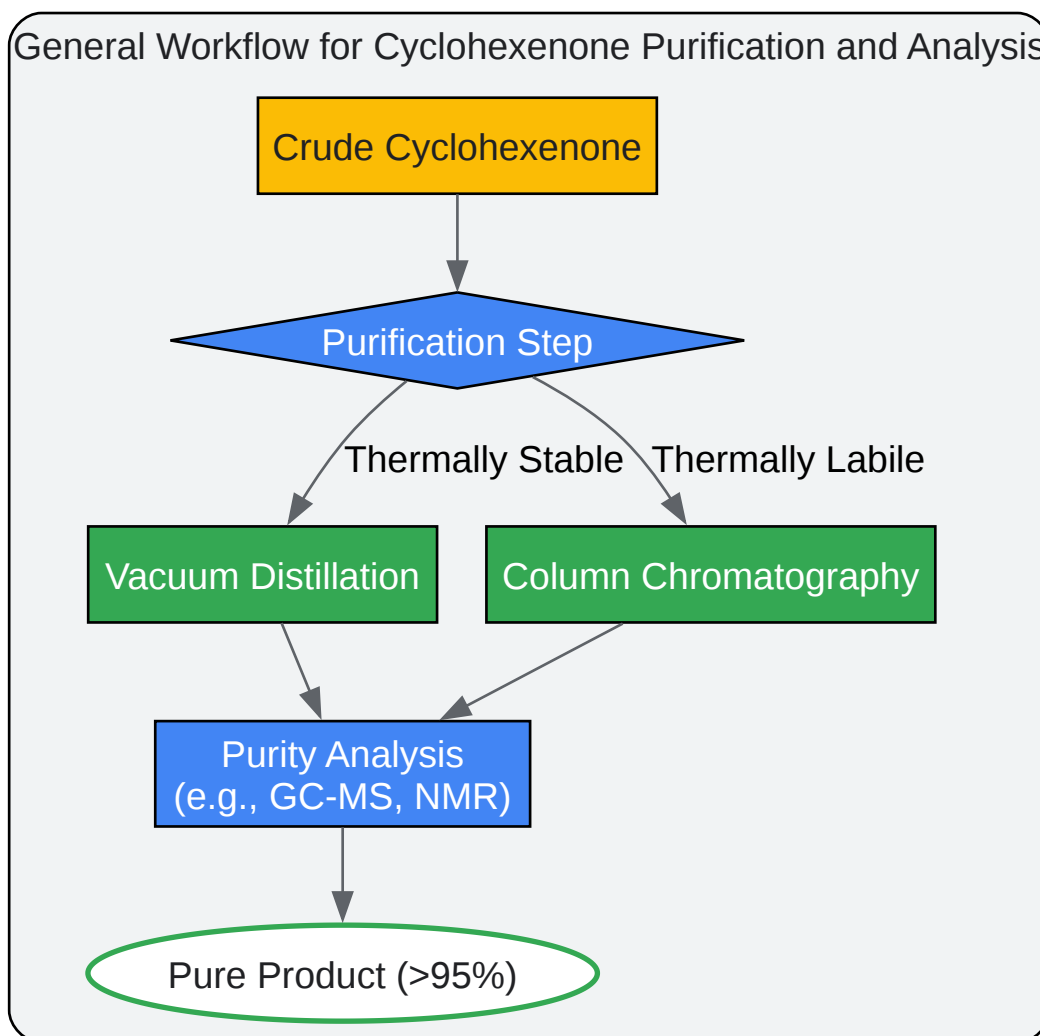 General Workflow for Cyclohexenone Purification and Analysis
Crude Cyclohexenone
Purification Step
Thermally Stable
Thermally Labile
Vacuum Distillation
Column Chromatography
Purity Analysis
(e.g., GC-MS, NMR)
Pure Product (>95%)